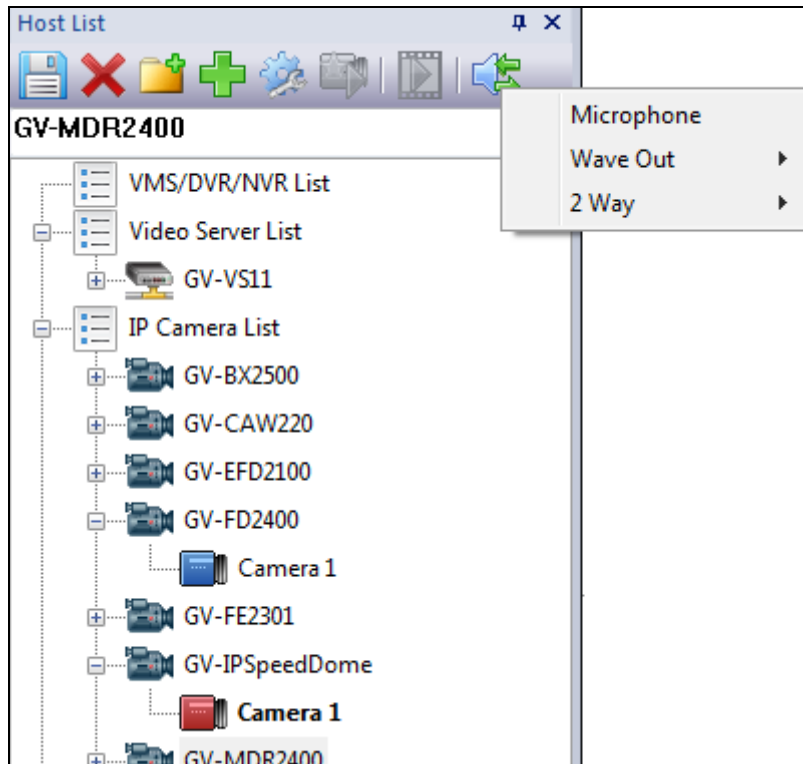 Host List
GV-MDR2400
Microphone
Wave Out
2 Way
VMS/DVR/NVR List
Video Server List
GV-VS11
IP Camera List
GV-BX2500
GV-CAW220
GV-EFD2100
GV-FD2400
Camera 1
GV-FE2301
GV-IPSpeedDome
Camera 1
GV-MDR2400